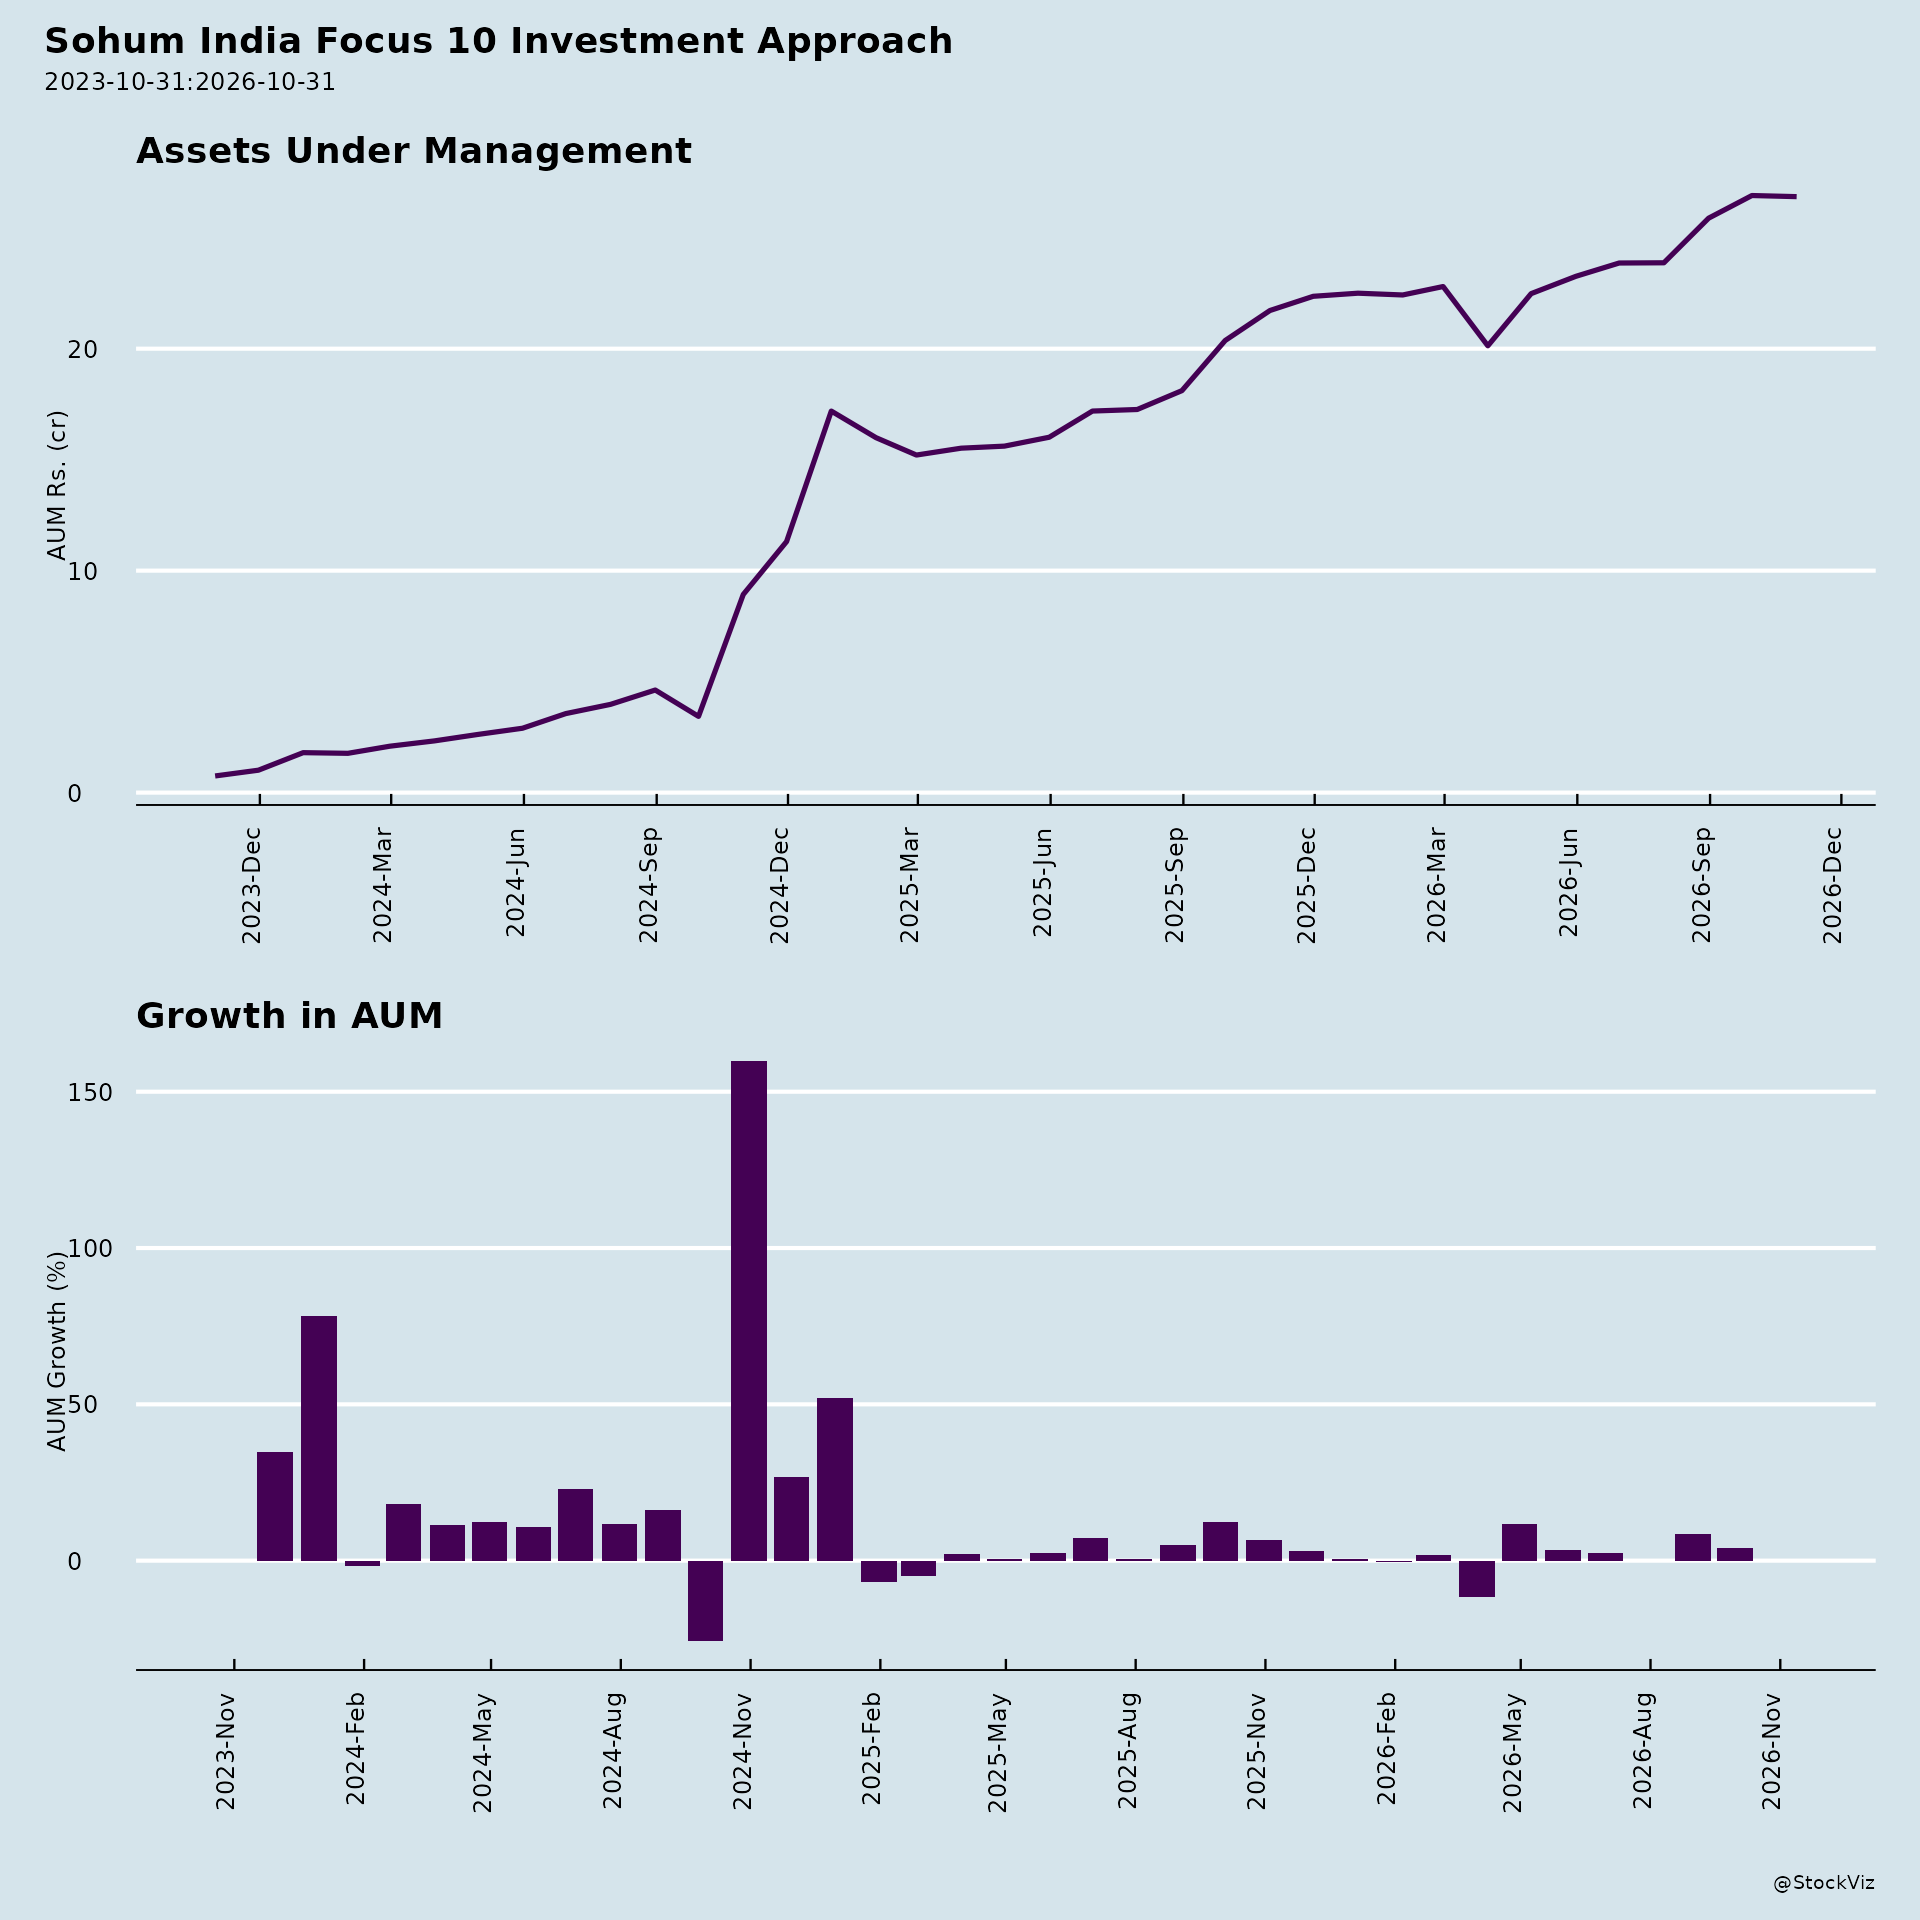 Sohum India Focus 10 Investment Approach
2023-10-31:2026-10-31
Assets Under Management
AUM Rs. (cr)
20
10
0
2023-Dec
2024-Mar
2024-Jun
2024-Sep
2024-Dec
2025-Mar
2025-Jun
2025-Sep
2025-Dec
2026-Mar
2026-Jun
2026-Sep
2026-Dec
Growth in AUM
AUM Growth (%)
150
100
50
0
2023-Nov
2024-Feb
2024-May
2024-Aug
2024-Nov
2025-Feb
2025-May
2025-Aug
2025-Nov
2026-Feb
2026-May
2026-Aug
2026-Nov
@StockViz